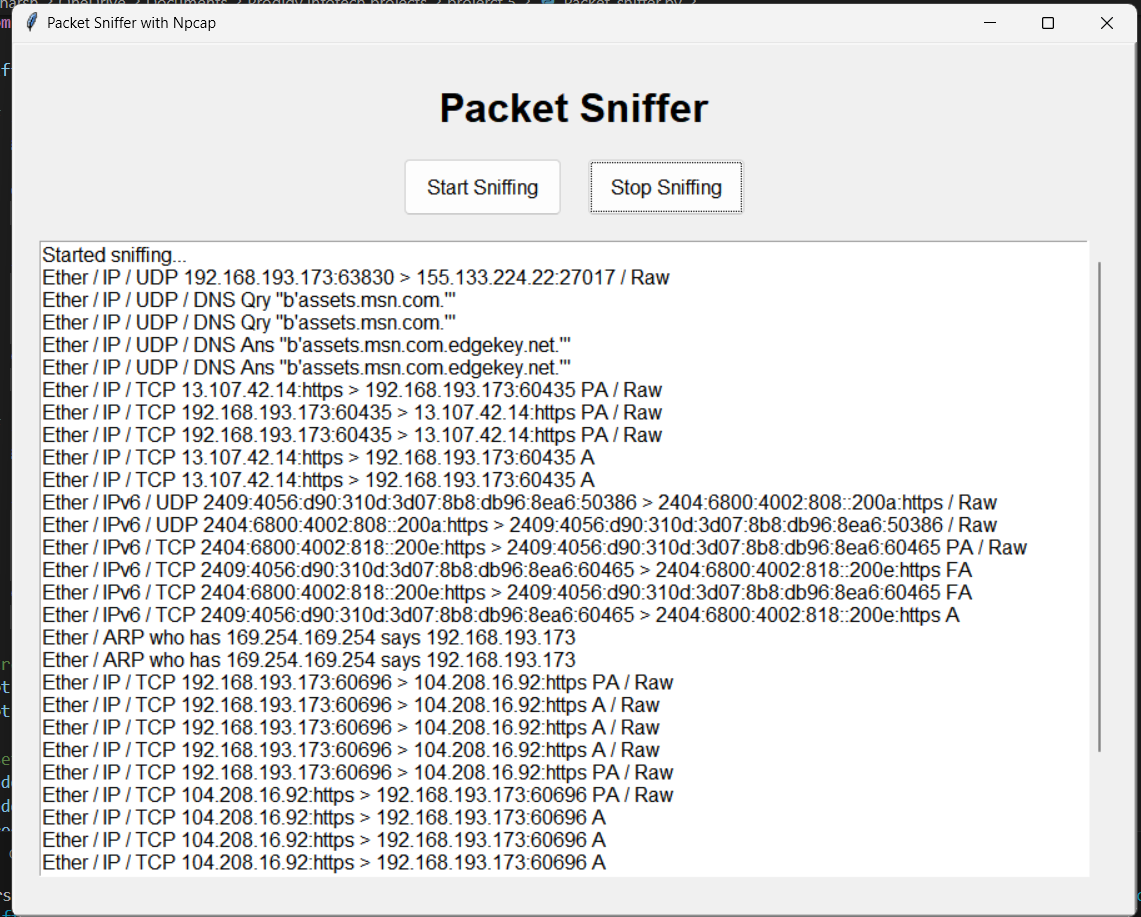 Packet Sniffer with Npcap
Packet Sniffer
Start Sniffing
Stop Sniffing
Started sniffing...
Ether / IP / UDP 192.168.193.173:63830 > 155.133.224.22:27017 / Raw
Ether / IP / UDP / DNS Qry "b'assets.msn.com.'"
Ether / IP / UDP / DNS Qry "b'assets.msn.com.'"
Ether / IP / UDP / DNS Ans "b'assets.msn.com.edgekey.net.'"
Ether / IP / UDP / DNS Ans "b'assets.msn.com.edgekey.net.'"
Ether / IP / TCP 13.107.42.14:https > 192.168.193.173:60435 PA / Raw
Ether / IP / TCP 192.168.193.173:60435 > 13.107.42.14:https PA / Raw
Ether / IP / TCP 192.168.193.173:60435 > 13.107.42.14:https PA / Raw
Ether / IP / TCP 13.107.42.14:https > 192.168.193.173:60435 A
Ether / IP / TCP 13.107.42.14:https > 192.168.193.173:60435 A
Ether / IPv6 / UDP 2409:4056:d90:310d:3d07:8b8:db96:8ea6:50386 > 2404:6800:4002:808::200a:https / Raw
Ether / IPv6 / UDP 2404:6800:4002:808::200a:https > 2409:4056:d90:310d:3d07:8b8:db96:8ea6:50386 / Raw
Ether / IPv6 / TCP 2404:6800:4002:818::200e:https > 2409:4056:d90:310d:3d07:8b8:db96:8ea6:60465 PA / Raw
Ether / IPv6 / TCP 2409:4056:d90:310d:3d07:8b8:db96:8ea6:60465 > 2404:6800:4002:818::200e:https FA
Ether / IPv6 / TCP 2404:6800:4002:818::200e:https > 2409:4056:d90:310d:3d07:8b8:db96:8ea6:60465 FA
Ether / IPv6 / TCP 2409:4056:d90:310d:3d07:8b8:db96:8ea6:60465 > 2404:6800:4002:818::200e:https A
Ether / ARP who has 169.254.169.254 says 192.168.193.173
Ether / ARP who has 169.254.169.254 says 192.168.193.173
Ether / IP / TCP 192.168.193.173:60696 > 104.208.16.92:https PA / Raw
Ether / IP / TCP 192.168.193.173:60696 > 104.208.16.92:https A / Raw
Ether / IP / TCP 192.168.193.173:60696 > 104.208.16.92:https A / Raw
Ether / IP / TCP 192.168.193.173:60696 > 104.208.16.92:https A / Raw
Ether / IP / TCP 192.168.193.173:60696 > 104.208.16.92:https PA / Raw
Ether / IP / TCP 104.208.16.92:https > 192.168.193.173:60696 PA / Raw
Ether / IP / TCP 104.208.16.92:https > 192.168.193.173:60696 A
Ether / IP / TCP 104.208.16.92:https > 192.168.193.173:60696 A
Ether / IP / TCP 104.208.16.92:https > 192.168.193.173:60696 A